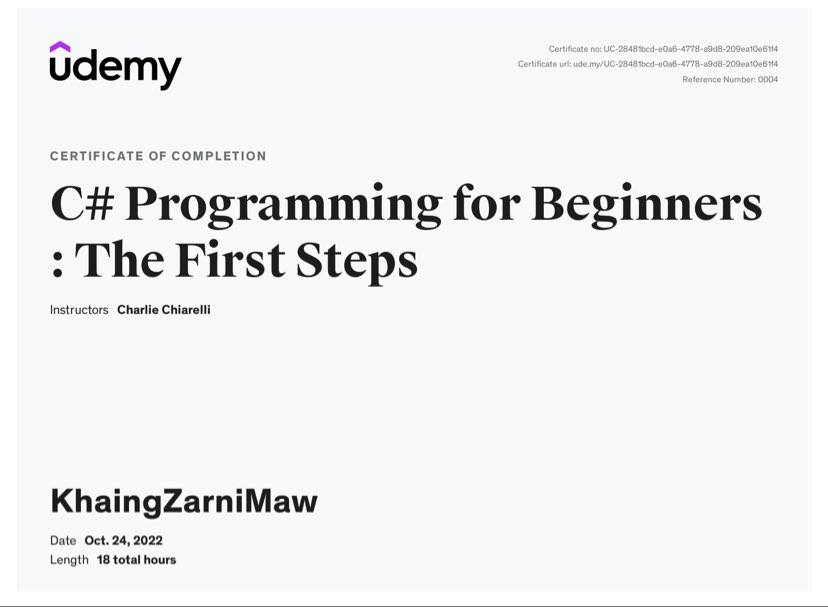 udemy
Certificate no: UC-28481bcd-e0a6-4778-a9d8-209ea10e61f4
Certificate url: ude.my/UC-28481bcd-e0a6-4778-a9d8-209ea10e61f4
Reference Number: 0004
CERTIFICATE OF COMPLETION
C# Programming for Beginners
: The First Steps
Instructors Charlie Chiarelli
KhaingZarniMaw
Date Oct. 24, 2022
Length 18 total hours